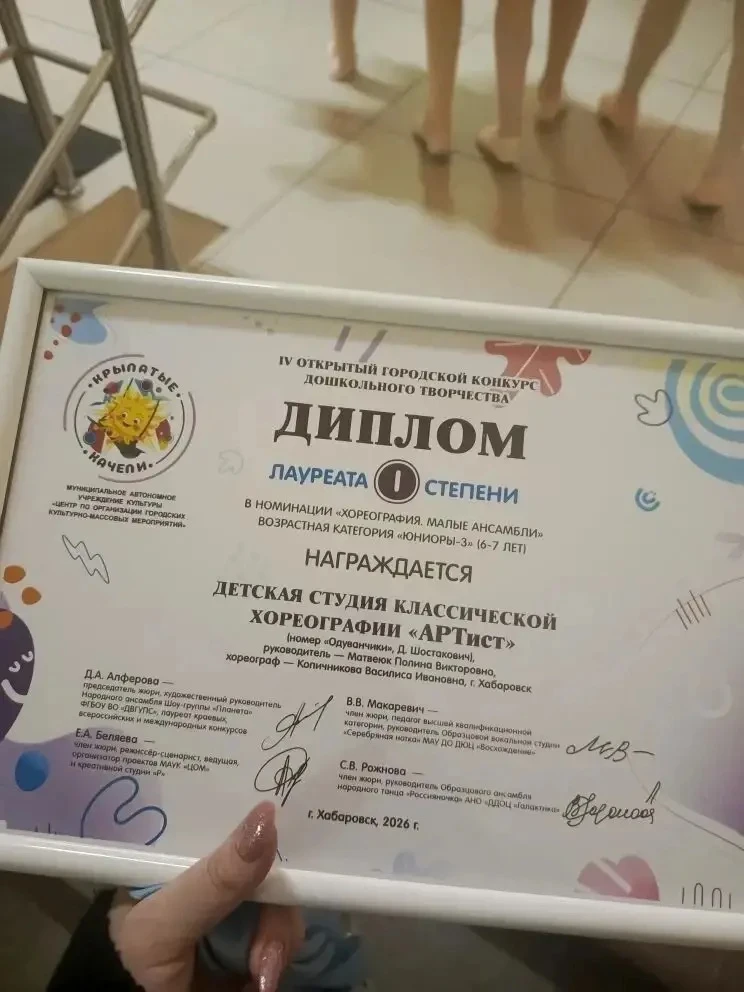 IV ОТКРЫТЫЙ ГОРОДСКОЙ КОНКУРС
ДОШКОЛЬНОГО ТВОРЧЕСТВА
ДИПЛОМ
ЛАУРЕАТА I СТЕПЕНИ
КРЫЛАТЫЕ
КАЧЕЛИ
МУНИЦИПАЛЬНОЕ АВТОНОМНОЕ
УЧРЕЖДЕНИЕ КУЛЬТУРЫ
«ЦЕНТР ПО ОРГАНИЗАЦИИ ГОРОДСКИХ
КУЛЬТУРНО-МАССОВЫХ МЕРОПРИЯТИЙ»
В НОМИНАЦИИ «ХОРЕОГРАФИЯ. МАЛЫЕ АНСАМБЛИ»
ВОЗРАСТНАЯ КАТЕГОРИЯ «ЮНИОРЫ-3» (6-7 ЛЕТ)
НАГРАЖДАЕТСЯ
ДЕТСКАЯ СТУДИЯ КЛАССИЧЕСКОЙ
ХОРЕОГРАФИИ «АРТист»
(номер «Одуванчики», Д. Шостакович),
руководитель — Матвеюк Полина Викторовна,
хореограф — Копичникова Василиса Ивановна, г. Хабаровск
Д.А. Алферова —
председатель жюри, художественный руководитель
Народного ансамбля Шоу-группы «Планета»
ФГБОУ ВО «ДВГУПС», лауреат краевых,
всероссийских и международных конкурсов
Е.А. Беляева —
член жюри, режиссёр-сценарист, ведущая,
организатор проектов МАУК «ЦОМ»
и креативной студии «Р»
В.В. Макаревич —
член жюри, педагог высшей квалификационной
категории, руководитель Образцовой вокальной студии
«Серебряная нотка» МАУ ДО ДЮЦ «Восхождение»
С.В. Рожнова —
член жюри, руководитель Образцового ансамбля
народного танца «Россияночка» АНО «ДДОЦ «Галактика»
г. Хабаровск, 2026 г.